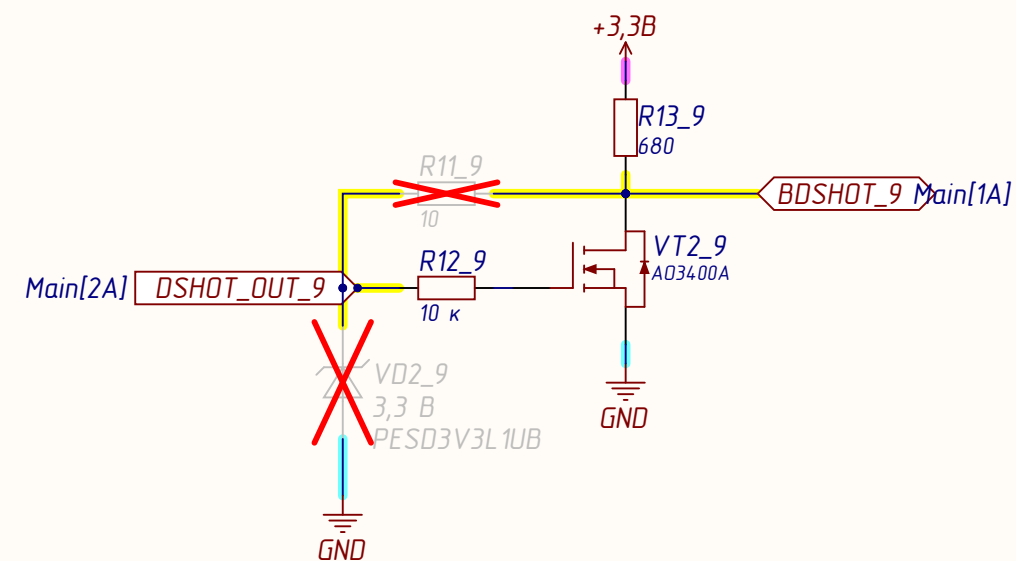 +3,3В
R13_9
680
R11_9
10
BDSHOT_9 Main[1A]
VT2_9
AO3400A
R12_9
10 к
Main[2A] DSHOT_OUT_9
VD2_9
3,3 В
PESD3V3L1UB
GND
GND